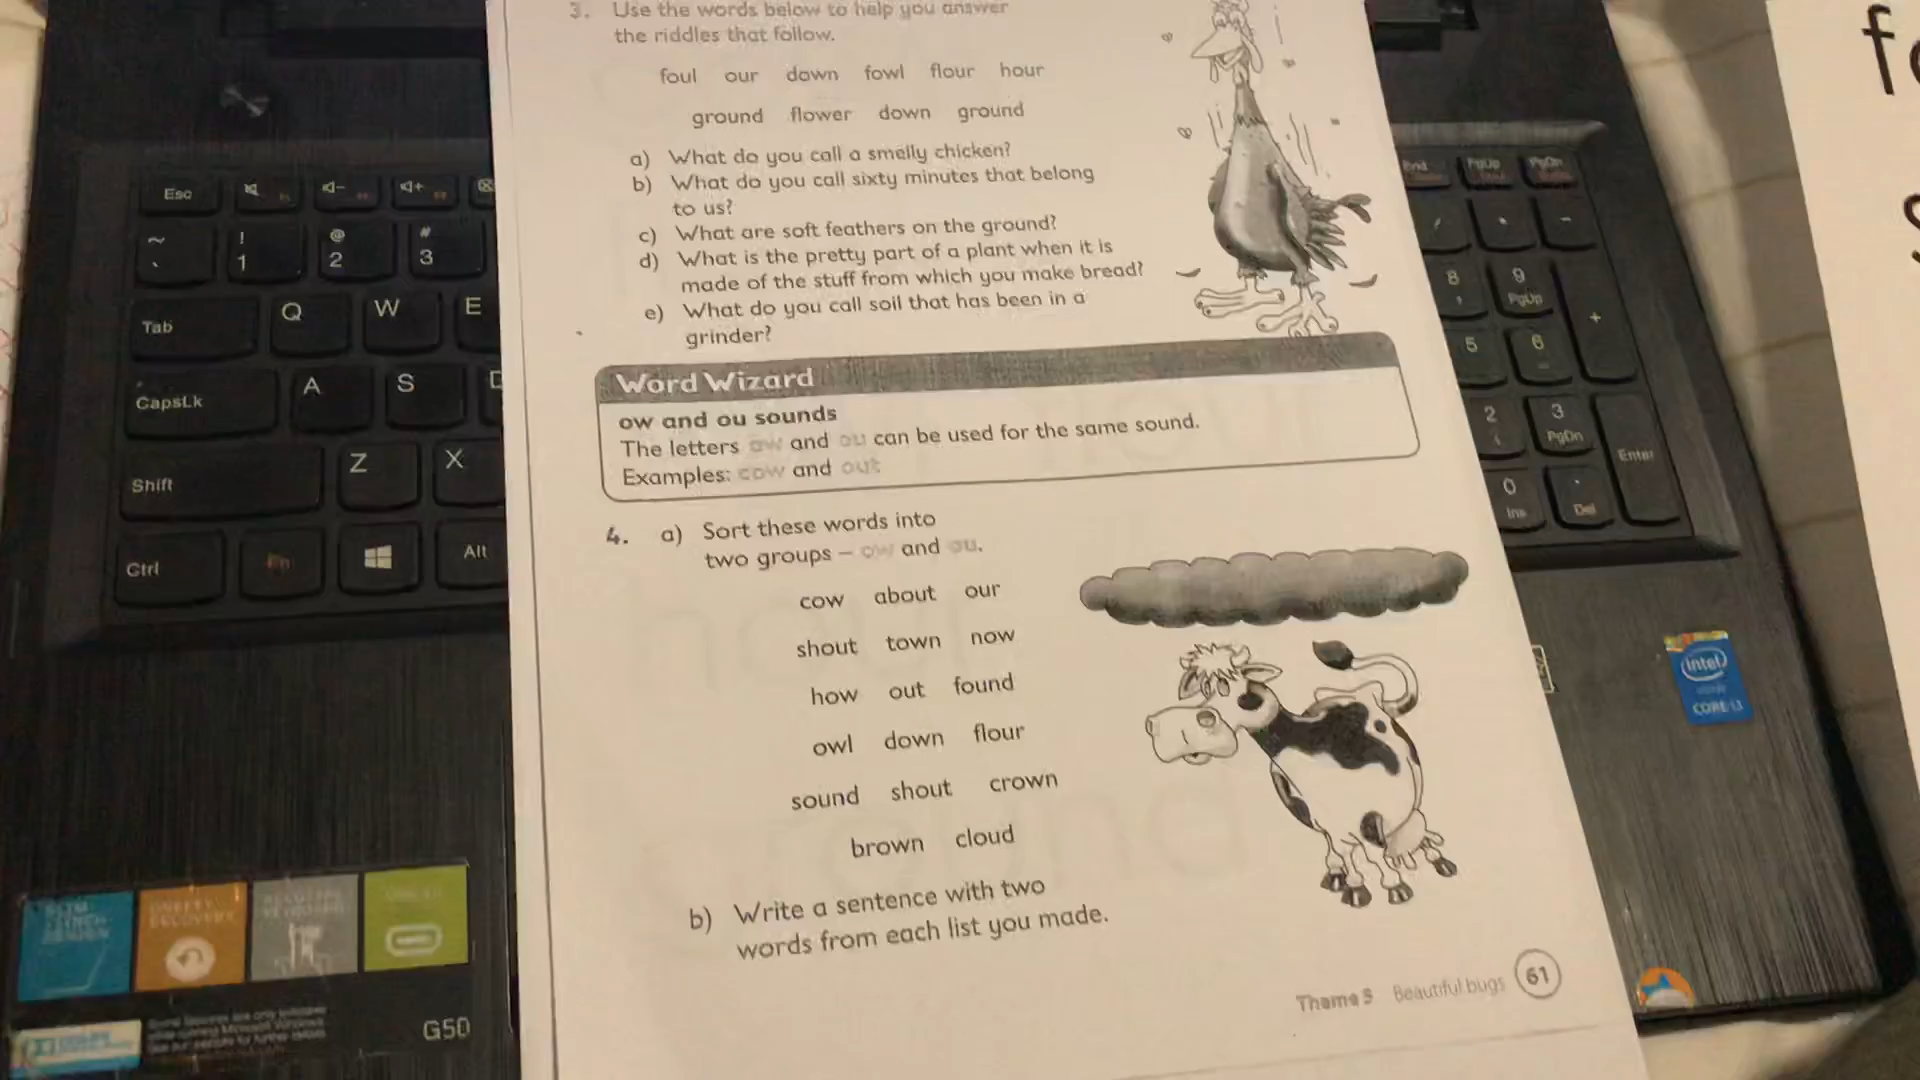 3. Use the words below to help you answer
the riddles that follow.
foul our down fowl flour hour
ground flower down ground
a) What do you call a smelly chicken?
b) What do you call sixty minutes that belong
to us?
c) What are soft feathers on the ground?
d) What is the pretty part of a plant when it is
made of the stuff from which you make bread?
e) What do you call soil that has been in a
grinder?
Word Wizard
ow and ou sounds
The letters ow and ou can be used for the same sound.
Examples: cow and out
4. a) Sort these words into
two groups – ow and ou.
cow about our
shout town now
how out found
owl down flour
sound shout crown
brown cloud
b) Write a sentence with two
words from each list you made.
Theme 5 Beautiful bugs 61
Esc
~ ! 1 @ 2 # 3
Tab Q W E
CapsLk A S D
Shift Z X
Ctrl Fn Alt
End PgUp PgDn
8 9 PgUp +
5 6
2 3 PgDn Enter
0 Ins . Del
intel
CORE i3
G50